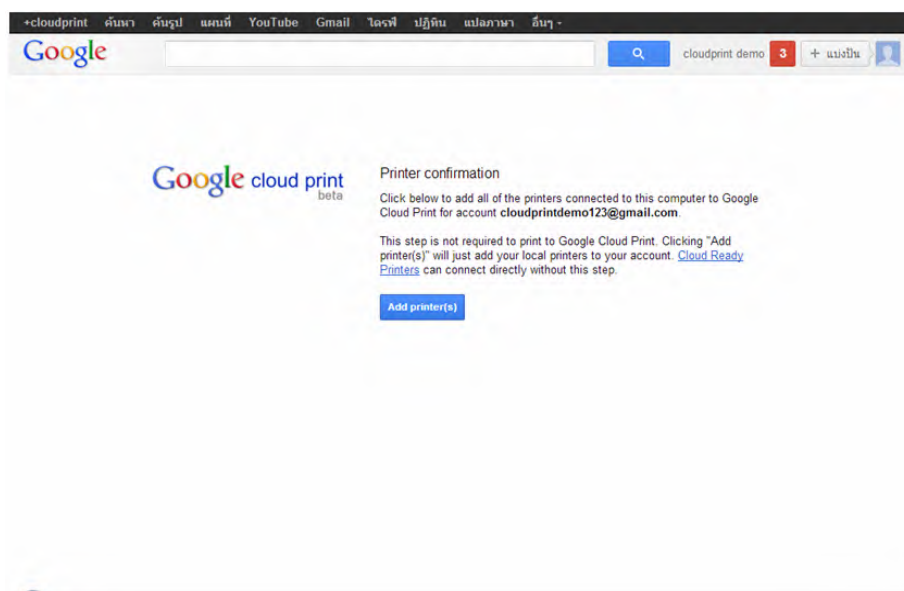 +cloudprint ค้นหา ค้นรูป แผนที่ YouTube Gmail ไดรฟ์ ปฏิทิน แปลภาษา อื่นๆ
Google cloudprint demo 3 + แบ่งปัน
Google cloud print
beta
Printer confirmation
Click below to add all of the printers connected to this computer to Google
Cloud Print for account cloudprintdemo123@gmail.com.
This step is not required to print to Google Cloud Print. Clicking "Add
printer(s)" will just add your local printers to your account. Cloud Ready
Printers can connect directly without this step.
Add printer(s)